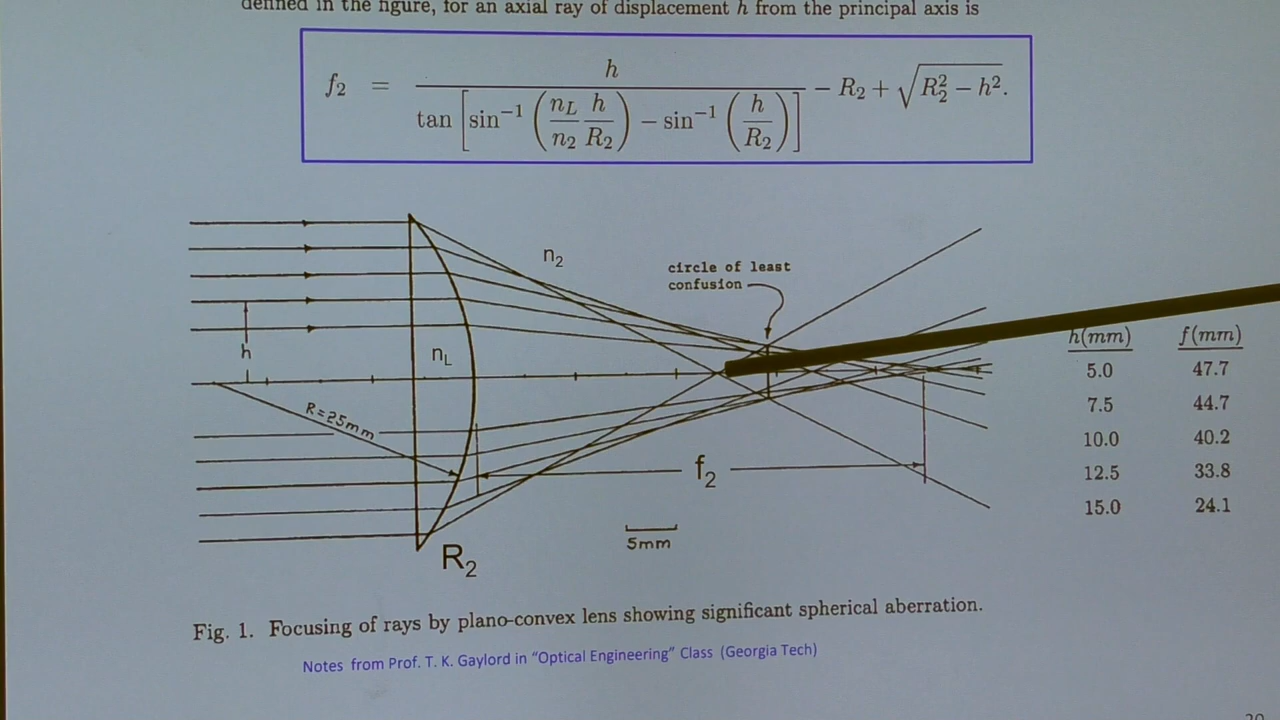 defined in the figure, for an axial ray of displacement h from the principal axis is
f₂ = h / tan [sin⁻¹ (n_L/n₂ h/R₂) − sin⁻¹ (h/R₂)] − R₂ + √(R₂² − h²).
n₂
circle of least
confusion
h
n_L
R=25mm
f₂
5mm
R₂
h(mm) f(mm)
5.0 47.7
7.5 44.7
10.0 40.2
12.5 33.8
15.0 24.1
Fig. 1. Focusing of rays by plano-convex lens showing significant spherical aberration.
Notes from Prof. T. K. Gaylord in "Optical Engineering" Class (Georgia Tech)